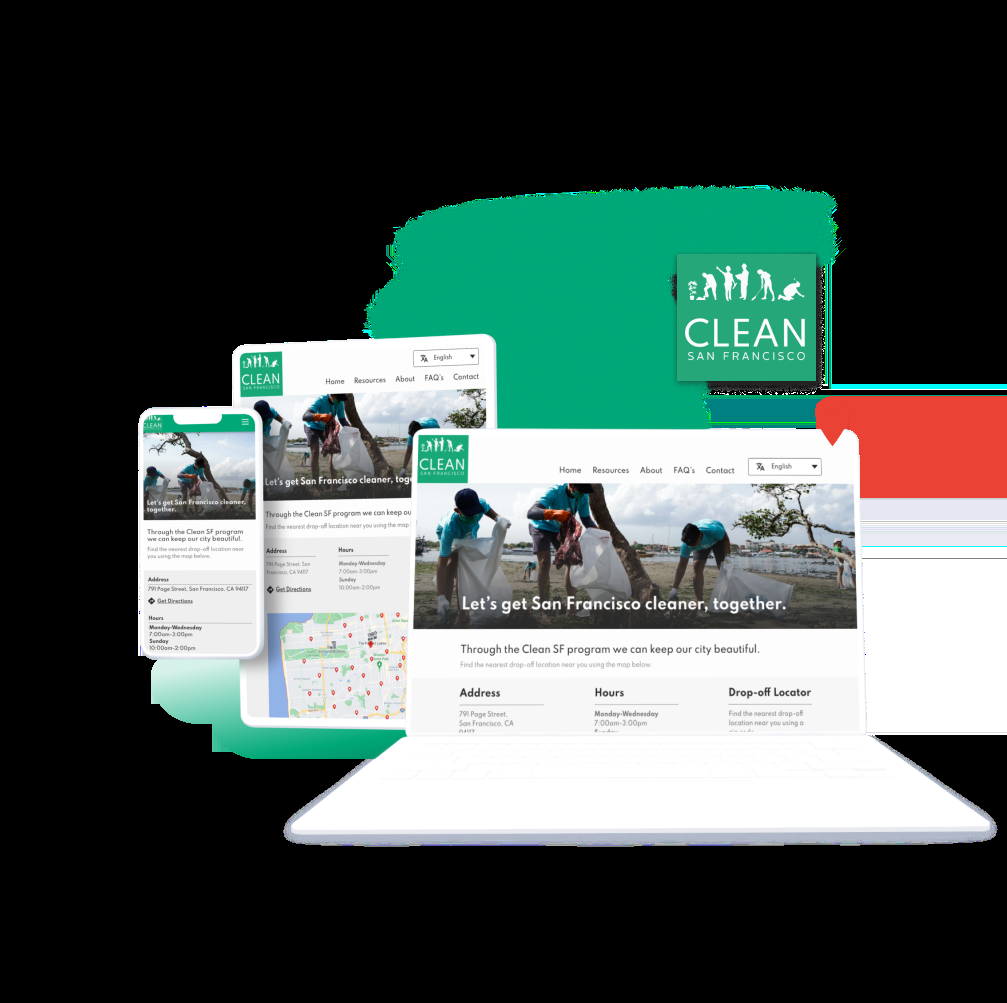 CLEAN
SAN FRANCISCO
CLEAN
SAN FRANCISCO
English
Home Resources About FAQ's Contact
Let's get San Francisco cleaner, toge
Through the Clean SF program we can keep ou
Find the nearest drop-off location near you using the map
Address
791 Page Street, San
Francisco, CA 94117
Get Directions
Hours
Monday-Wednesday
7:00am-3:00pm
Sunday
10:00am-2:00pm
CLEAN
Let's get San Francisco cleaner,
together.
Through the Clean SF program
we can keep our city beautiful.
Find the nearest drop-off location near
you using the map below.
Address
791 Page Street, San Francisco, CA 94117
Get Directions
Hours
Monday-Wednesday
7:00am-3:00pm
Sunday
10:00am-2:00pm
CLEAN
SAN FRANCISCO
Home Resources About FAQ's Contact
English
Let's get San Francisco cleaner, together.
Through the Clean SF program we can keep our city beautiful.
Find the nearest drop-off location near you using the map below.
Address
791 Page Street,
San Francisco, CA
94117
Hours
Monday-Wednesday
7:00am-3:00pm
Sunday
Drop-off Locator
Find the nearest drop-off
location near you using a
zip code